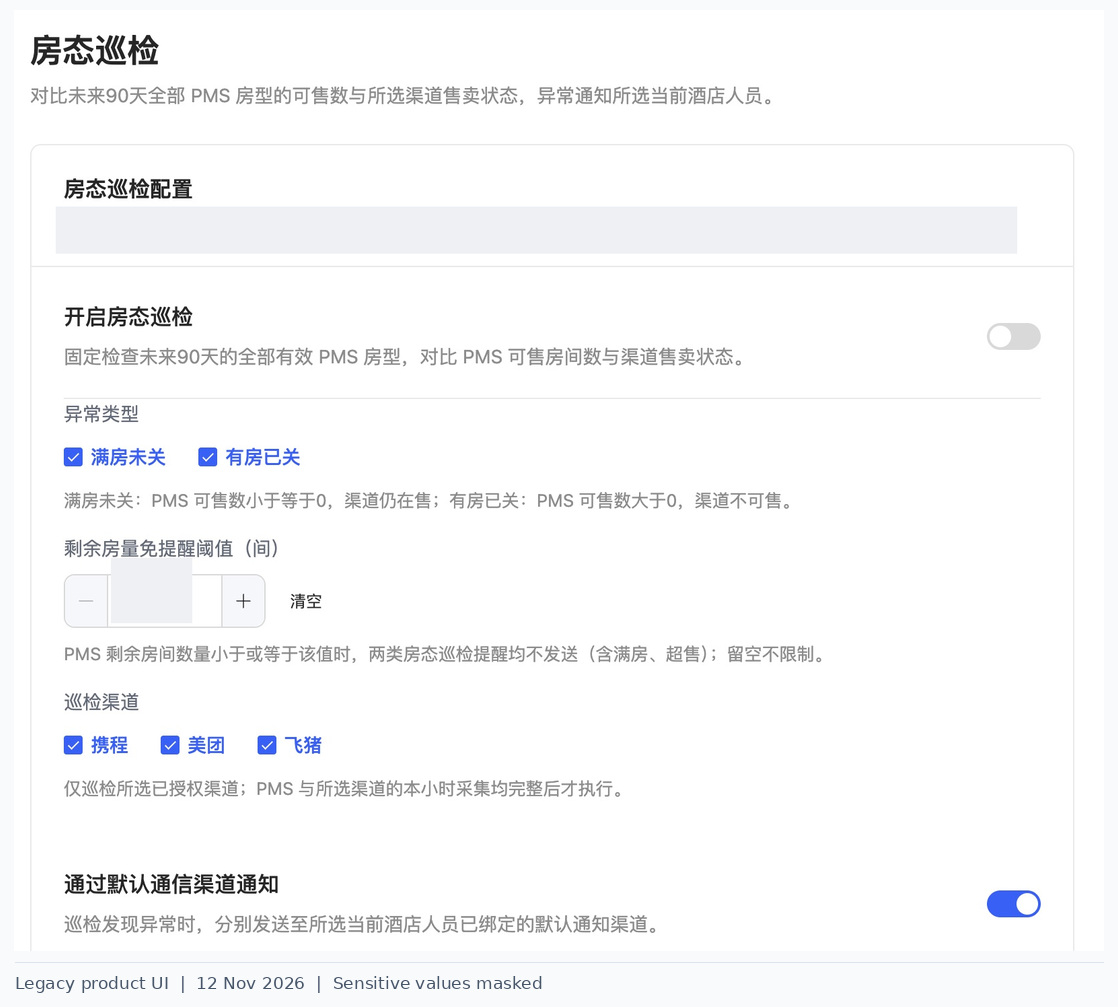 房态巡检
对比未来90天全部 PMS 房型的可售数与所选渠道售卖状态，异常通知所选当前酒店人员。
房态巡检配置
开启房态巡检
固定检查未来90天的全部有效 PMS 房型，对比 PMS 可售房间数与渠道售卖状态。
异常类型
满房未关 有房已关
满房未关：PMS 可售数小于等于0，渠道仍在售；有房已关：PMS 可售数大于0，渠道不可售。
剩余房量免提醒阈值（间）
清空
PMS 剩余房间数量小于或等于该值时，两类房态巡检提醒均不发送（含满房、超售）；留空不限制。
巡检渠道
携程 美团 飞猪
仅巡检所选已授权渠道；PMS 与所选渠道的本小时采集均完整后才执行。
通过默认通信渠道通知
巡检发现异常时，分别发送至所选当前酒店人员已绑定的默认通知渠道。
Legacy product UI | 12 Nov 2026 | Sensitive values masked